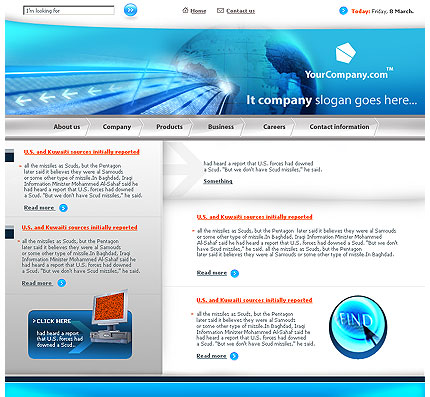 I'm looking for
Home
Contact us
Today: Friday, 8 March.
YourCompany.com™
It company slogan goes here...
About us
Company
Products
Business
Careers
Contact information
U.S. and Kuwaiti sources initially reported
all the missiles as Scuds, but the Pentagon
later said it believes they were al Samouds
or some other type of missile.In Baghdad, Iraqi
Information Minister Mohammed Al-Sahaf said he
had heard a report that U.S. forces had downed
a Scud. "But we don't have Scud missiles," he said.
Read more
U.S. and Kuwaiti sources initially reported
all the missiles as Scuds, but the Pentagon
later said it believes they were al Samouds
or some other type of missile.In Baghdad, Iraqi
Information Minister Mohammed Al-Sahaf said he
had heard a report that U.S. forces had downed
a Scud. "But we don't have Scud missiles," he said.
Read more
CLICK HERE
had heard a report
that U.S. forces had
downed a Scud..
had heard a report that U.S. forces had downed
a Scud. "But we don't have Scud missiles," he said.
Something
U.S. and Kuwaiti sources initially reported
all the missiles as Scuds, but the Pentagon later said it believes they were al Samouds
or some other type of missile.In Baghdad, Iraqi Information Minister Mohammed
Al-Sahaf said he had heard a report that U.S. forces had downed a Scud. "But we don't
have Scud missiles," he said. all the missiles as Scuds, but the Pentagon
later said it believes they were al Samouds or some other type of missile.
Read more
U.S. and Kuwaiti sources initially reported
all the missiles as Scuds, but the Pentagon
later said it believes they were al Samouds
or some other type of missile.In Baghdad, Iraqi
Information Minister Mohammed Al-Sahaf said he
had heard a report that U.S. forces had downed
a Scud. "But we don't have Scud missiles," he said.
Read more
FIND